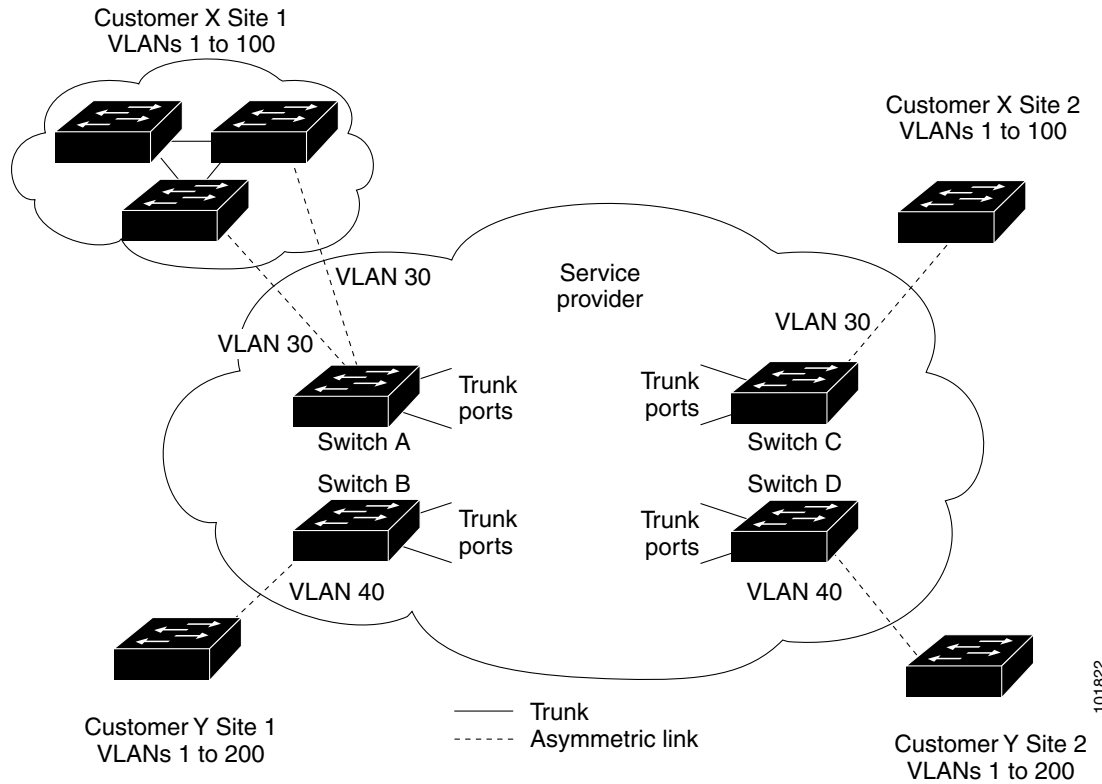 Customer X Site 1
VLANs 1 to 100
Customer X Site 2
VLANs 1 to 100
VLAN 30
Service
provider
VLAN 30
VLAN 30
Trunk
ports
Trunk
ports
Switch A
Switch C
Switch B
Switch D
Trunk
ports
Trunk
ports
VLAN 40
VLAN 40
Customer Y Site 1
VLANs 1 to 200
Trunk
Asymmetric link
Customer Y Site 2
VLANs 1 to 200
101822